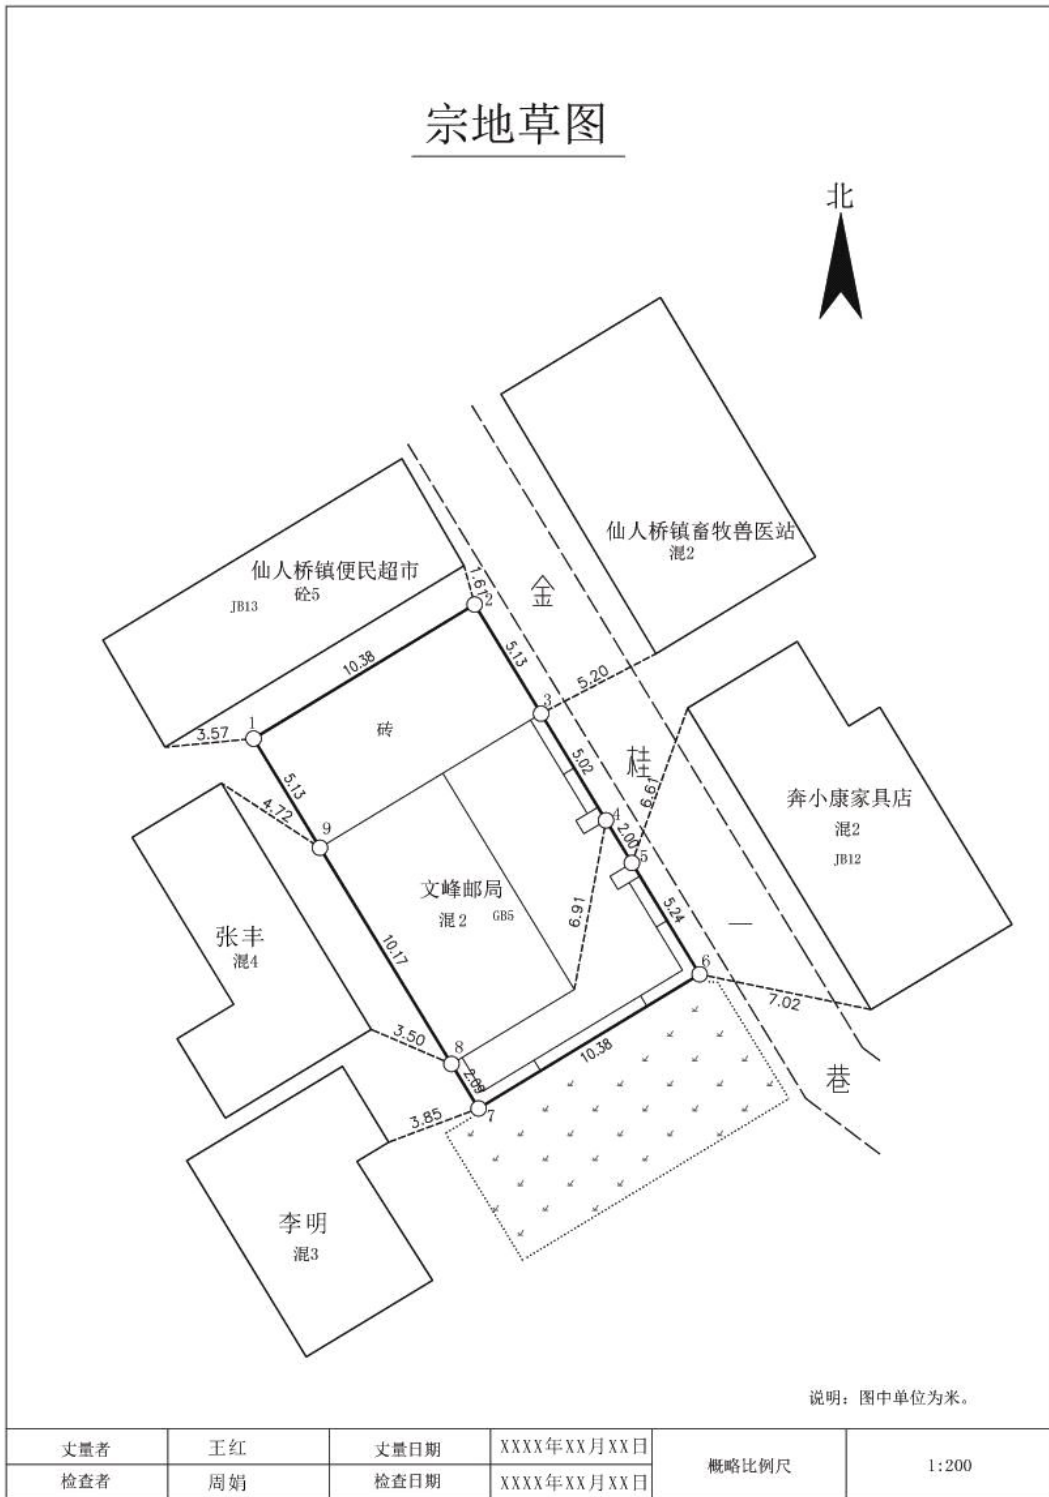 宗地草图
北
仙人桥镇畜牧兽医站
混2
仙人桥镇便民超市
砼5
JB13
1.61
2
金
10.38
5.13
5.20
3
1
3.57
砖
5.02
桂
6.61
5.13
4.72
9
4
2.00
5
奔小康家具店
混2
JB12
文峰邮局
混2
GB5
6.91
5.24
一
张丰
混4
10.17
6
7.02
3.50
8
2.09
10.38
巷
3.85
7
李明
混3
说明：图中单位为米。
丈量者 王红 丈量日期 XXXX年XX月XX日 概略比例尺 1:200
检查者 周娟 检查日期 XXXX年XX月XX日